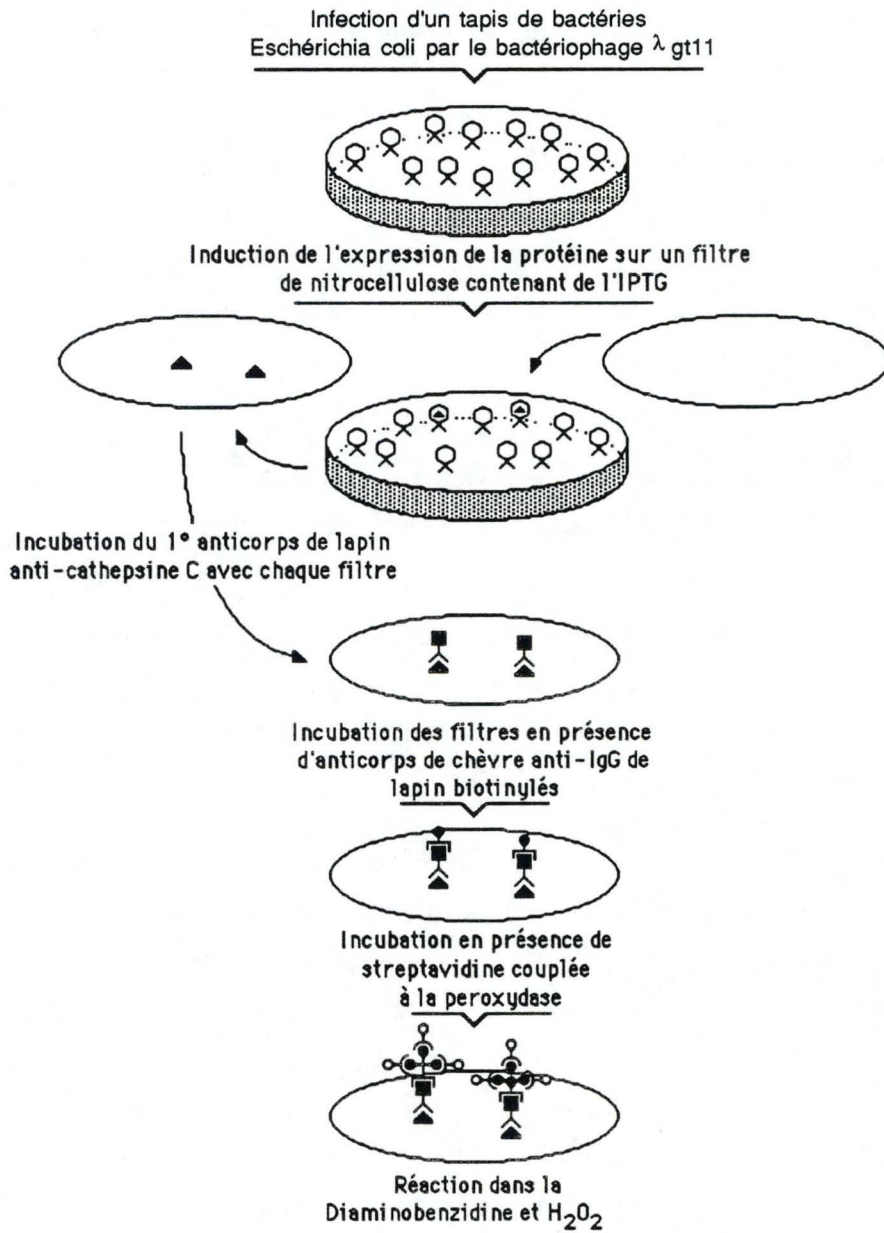 Infection d'un tapis de bactéries
Eschérichia coli par le bactériophage λ gt11
Induction de l'expression de la protéine sur un filtre
de nitrocellulose contenant de l'IPTG
Incubation du 1° anticorps de lapin
anti-cathepsine C avec chaque filtre
Incubation des filtres en présence
d'anticorps de chèvre anti-IgG de
lapin biotinylés
Incubation en présence de
streptavidine couplée
à la peroxydase
Réaction dans la
Diaminobenzidine et H₂O₂